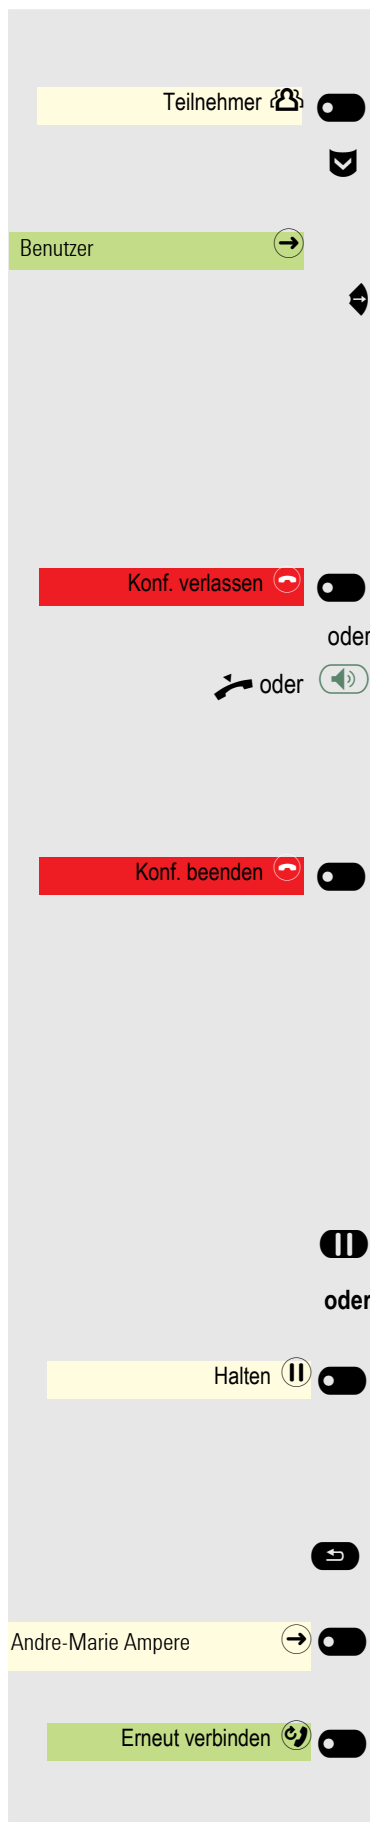 Teilnehmer
Benutzer
Konf. verlassen
oder
oder
Konf. beenden
oder
Halten
Andre-Marie Ampere
Erneut verbinden